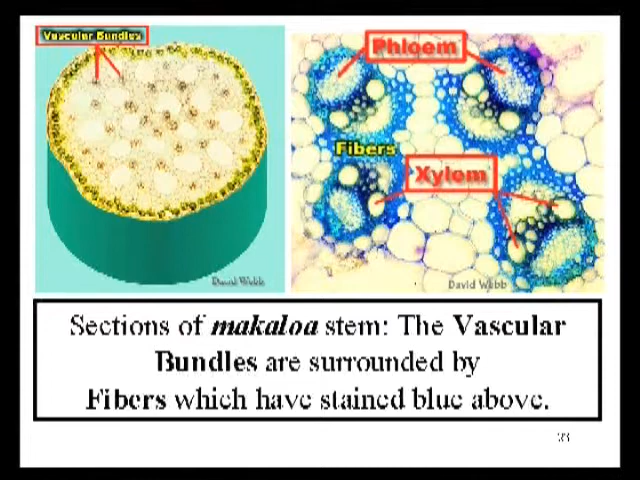 Vascular Bundles
Phloem
Fibers
Xylom
David Webb
David Webb
Sections of makaloa stem: The Vascular
Bundles are surrounded by
Fibers which have stained blue above.